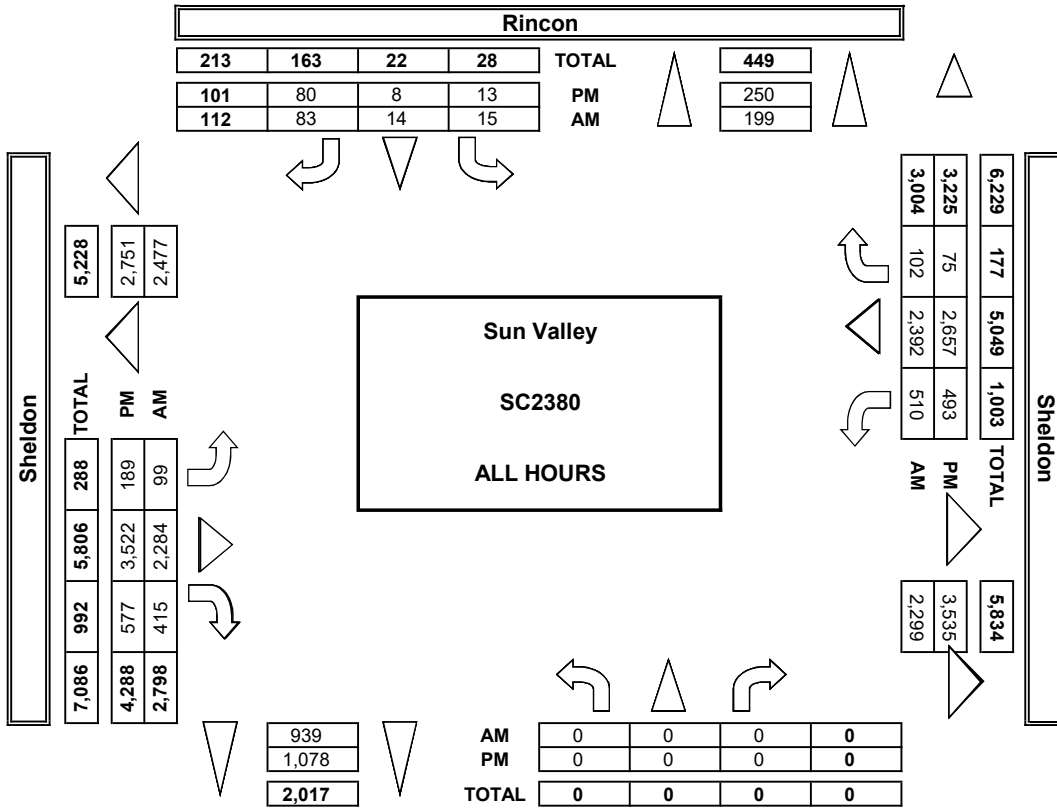 Rincon
213 163 22 28 TOTAL 449
101 80 8 13 PM 250
112 83 14 15 AM 199
Sheldon
5,228
2,751
2,477
TOTAL 288 5,806 992 7,086
PM 189 3,522 577 4,288
AM 99 2,284 415 2,798
Sun Valley
SC2380
ALL HOURS
3,004 102 2,392 510 AM
3,225 75 2,657 493 PM
6,229 177 5,049 1,003 TOTAL
2,299
3,535
5,834
Sheldon
939 AM 0 0 0 0
1,078 PM 0 0 0 0
2,017 TOTAL 0 0 0 0